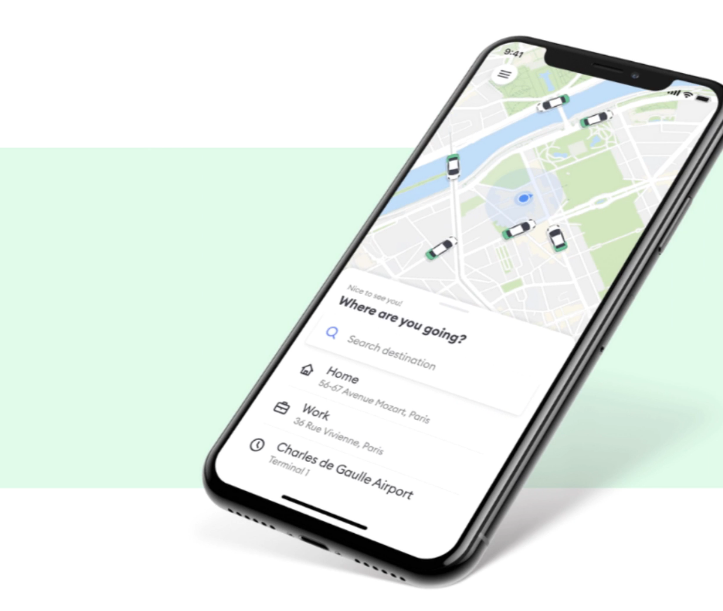 9:41
Nice to see you!
Where are you going?
Search destination
Home
56-67 Avenue Mozart, Paris
Work
36 Rue Vivienne, Paris
Charles de Gaulle Airport
Terminal 1